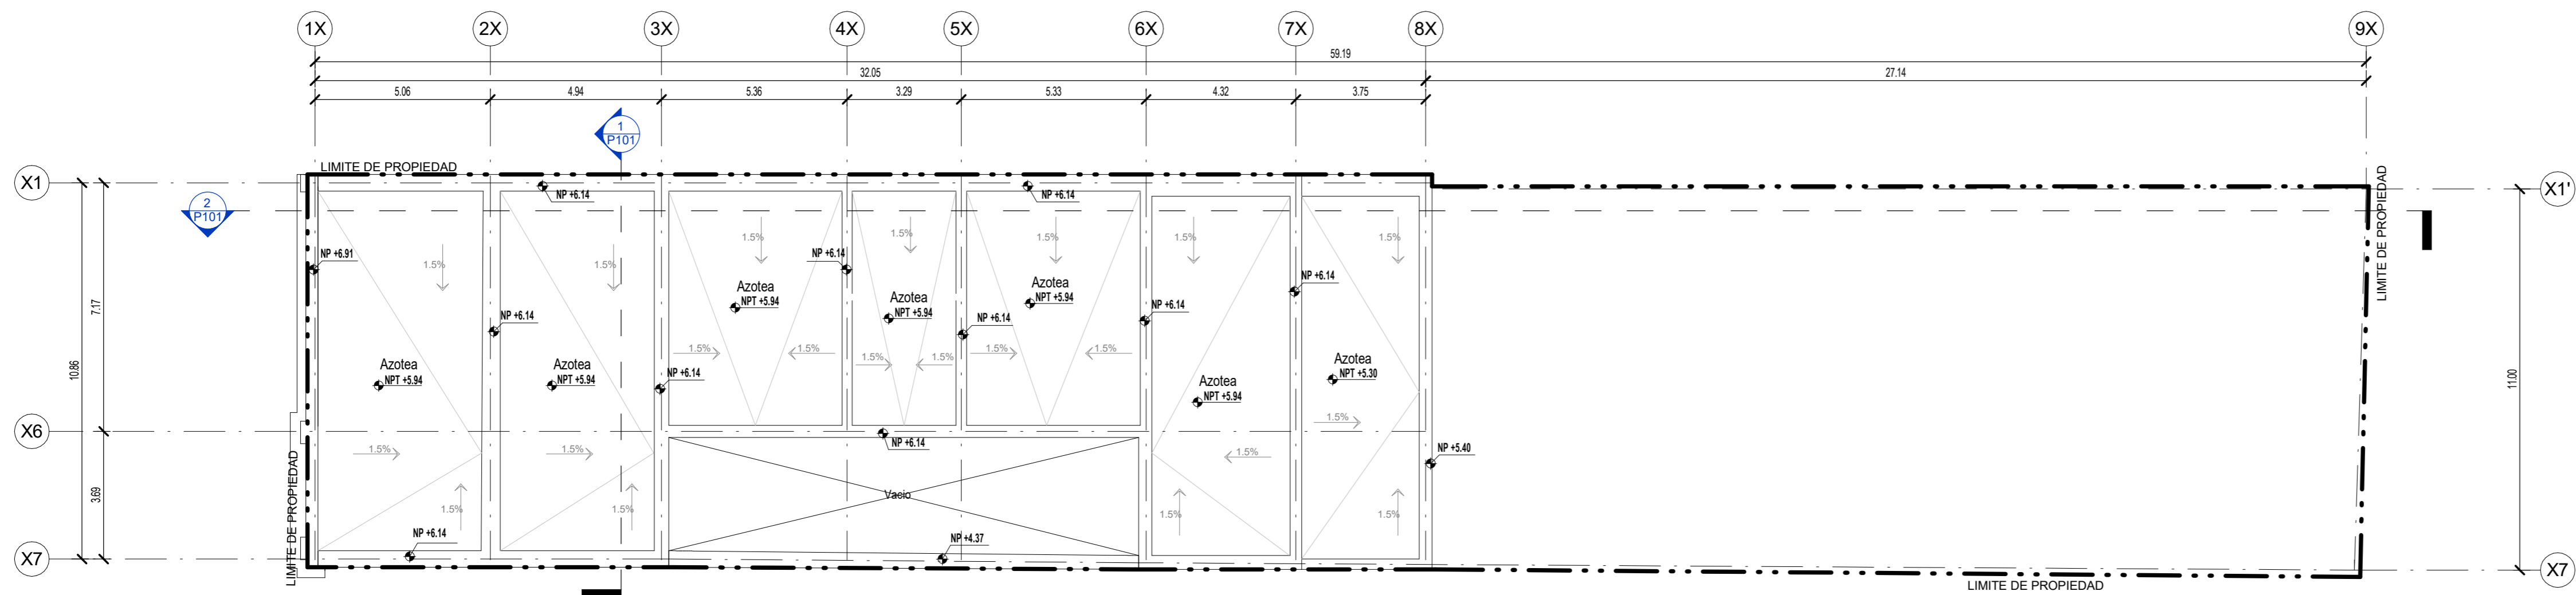 1X 2X 3X 4X 5X 6X 7X 8X 9X
59.19
32.05 27.14
5.06 4.94 5.36 3.29 5.33 4.32 3.75
1
P101
LIMITE DE PROPIEDAD
X1
X1'
2
P101
NP +6.14
NP +6.14
LIMITE DE PROPIEDAD
1.5%
1.5%
1.5%
1.5%
1.5%
1.5%
1.5%
NP +6.91
NP +6.14
NP +6.14
Azotea
NPT +5.94
Azotea
NPT +5.94
Azotea
NPT +5.94
7.17
NP +6.14
NP +6.14
NP +6.14
1.5%
1.5%
1.5%
1.5%
1.5%
1.5%
Azotea
NPT +5.94
Azotea
NPT +5.94
NP +6.14
Azotea
NPT +5.94
Azotea
NPT +5.30
10.86
11.00
1.5%
X6
NP +6.14
NP +5.40
1.5%
1.5%
1.5%
3.69
Vacio
1.5%
1.5%
1.5%
1.5%
LIMITE DE PROPIEDAD
NP +6.14
NP +4.37
X7
X7
LIMITE DE PROPIEDAD